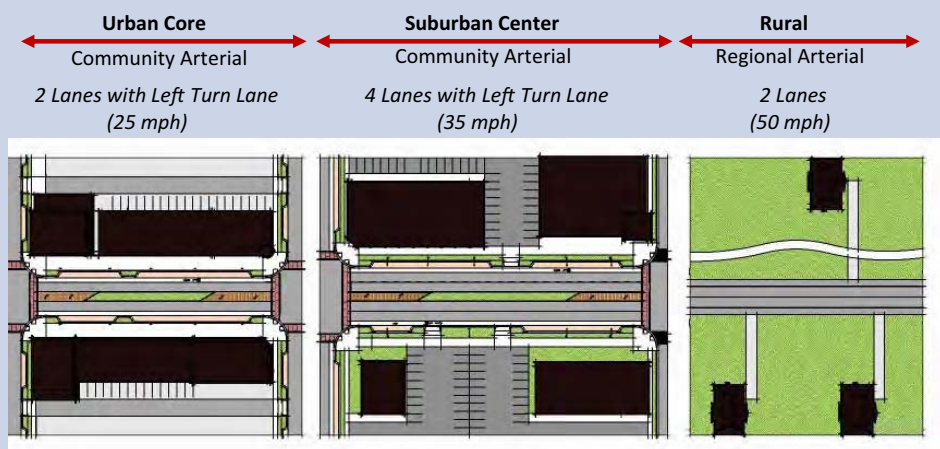 Urban Core
Community Arterial
2 Lanes with Left Turn Lane
(25 mph)
Suburban Center
Community Arterial
4 Lanes with Left Turn Lane
(35 mph)
Rural
Regional Arterial
2 Lanes
(50 mph)